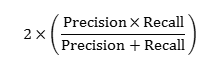 2 × ( Precision × Recall / Precision + Recall )